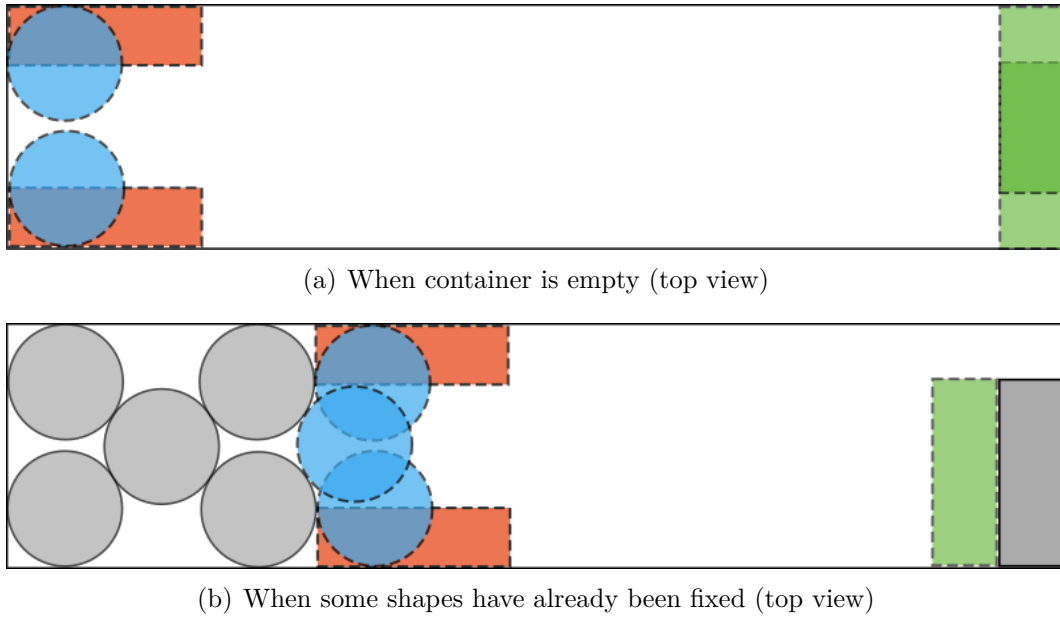 (a) When container is empty (top view)
(b) When some shapes have already been fixed (top view)